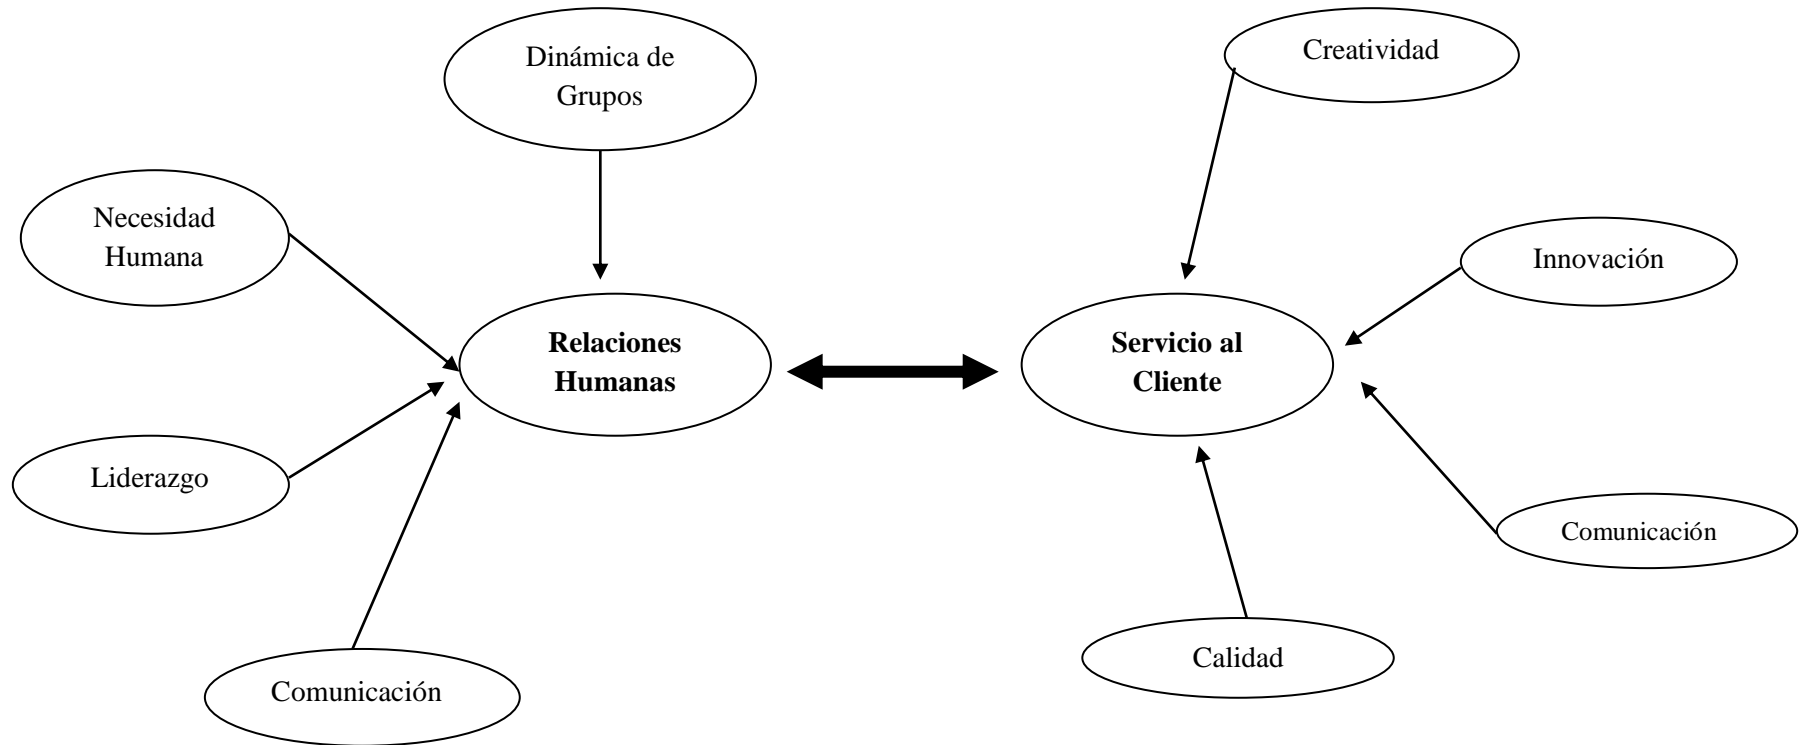 Dinámica de
Grupos
Creatividad
Necesidad
Humana
Innovación
Relaciones
Humanas
Servicio al
Cliente
Liderazgo
Comunicación
Calidad
Comunicación